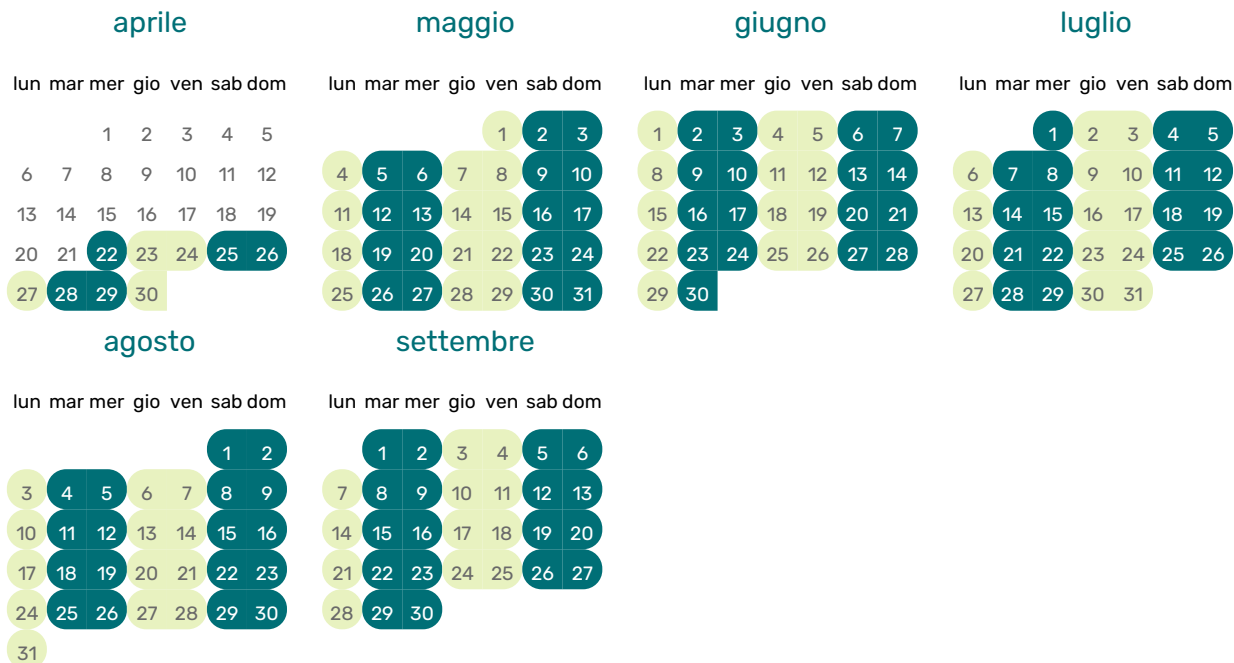 aprile maggio giugno luglio
lun mar mer gio ven sab dom lun mar mer gio ven sab dom lun mar mer gio ven sab dom lun mar mer gio ven sab dom
1 2 3 4 5 1 2 3 1 2 3 4 5 6 7 1 2 3 4 5
6 7 8 9 10 11 12 4 5 6 7 8 9 10 8 9 10 11 12 13 14 6 7 8 9 10 11 12
13 14 15 16 17 18 19 11 12 13 14 15 16 17 15 16 17 18 19 20 21 13 14 15 16 17 18 19
20 21 22 23 24 25 26 18 19 20 21 22 23 24 22 23 24 25 26 27 28 20 21 22 23 24 25 26
27 28 29 30 25 26 27 28 29 30 31 29 30 27 28 29 30 31
agosto settembre
lun mar mer gio ven sab dom lun mar mer gio ven sab dom
1 2 1 2 3 4 5 6
3 4 5 6 7 8 9 7 8 9 10 11 12 13
10 11 12 13 14 15 16 14 15 16 17 18 19 20
17 18 19 20 21 22 23 21 22 23 24 25 26 27
24 25 26 27 28 29 30 28 29 30
31